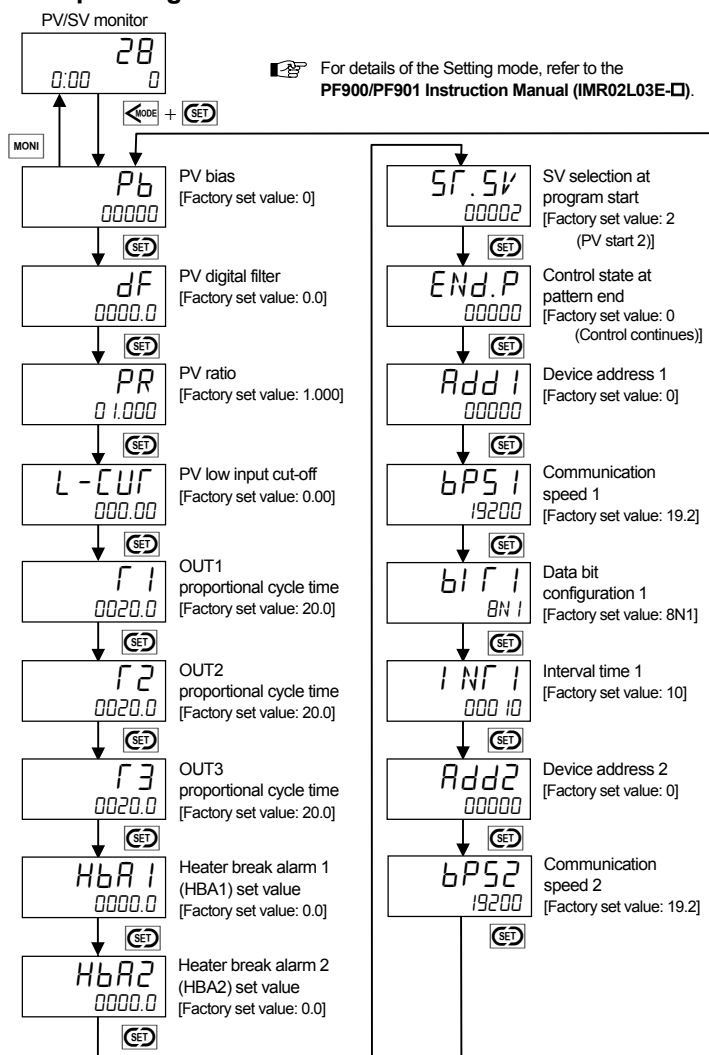 PV/SV monitor
28
0:00 0
For details of the Setting mode, refer to the
PF900/PF901 Instruction Manual (IMR02L03E-□).
<MODE + SET
MONI
Pb
00000
PV bias
[Factory set value: 0]
SET
dF
0000.0
PV digital filter
[Factory set value: 0.0]
SET
PR
01.000
PV ratio
[Factory set value: 1.000]
SET
L-CUT
000.00
PV low input cut-off
[Factory set value: 0.00]
SET
T1
0020.0
OUT1
proportional cycle time
[Factory set value: 20.0]
SET
T2
0020.0
OUT2
proportional cycle time
[Factory set value: 20.0]
SET
T3
0020.0
OUT3
proportional cycle time
[Factory set value: 20.0]
SET
HbA1
0000.0
Heater break alarm 1
(HBA1) set value
[Factory set value: 0.0]
SET
HbA2
0000.0
Heater break alarm 2
(HBA2) set value
[Factory set value: 0.0]
SET
ST.SV
00002
SV selection at
program start
[Factory set value: 2
(PV start 2)]
SET
ENd.P
00000
Control state at
pattern end
[Factory set value: 0
(Control continues)]
SET
Add1
00000
Device address 1
[Factory set value: 0]
SET
bPS1
19200
Communication
speed 1
[Factory set value: 19.2]
SET
bIT1
8N1
Data bit
configuration 1
[Factory set value: 8N1]
SET
INT1
00010
Interval time 1
[Factory set value: 10]
SET
Add2
00000
Device address 2
[Factory set value: 0]
SET
bPS2
19200
Communication
speed 2
[Factory set value: 19.2]
SET